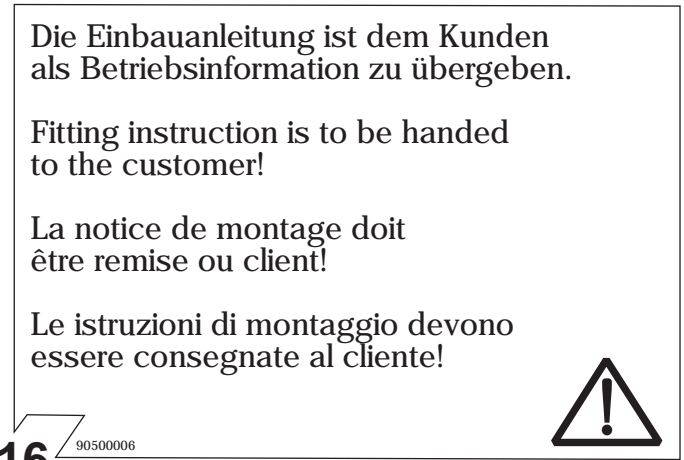 Die Einbauanleitung ist dem Kunden
als Betriebsinformation zu übergeben.
Fitting instruction is to be handed
to the customer!
La notice de montage doit
être remise ou client!
Le istruzioni di montaggio devono
essere consegnate al cliente!
16
90500006